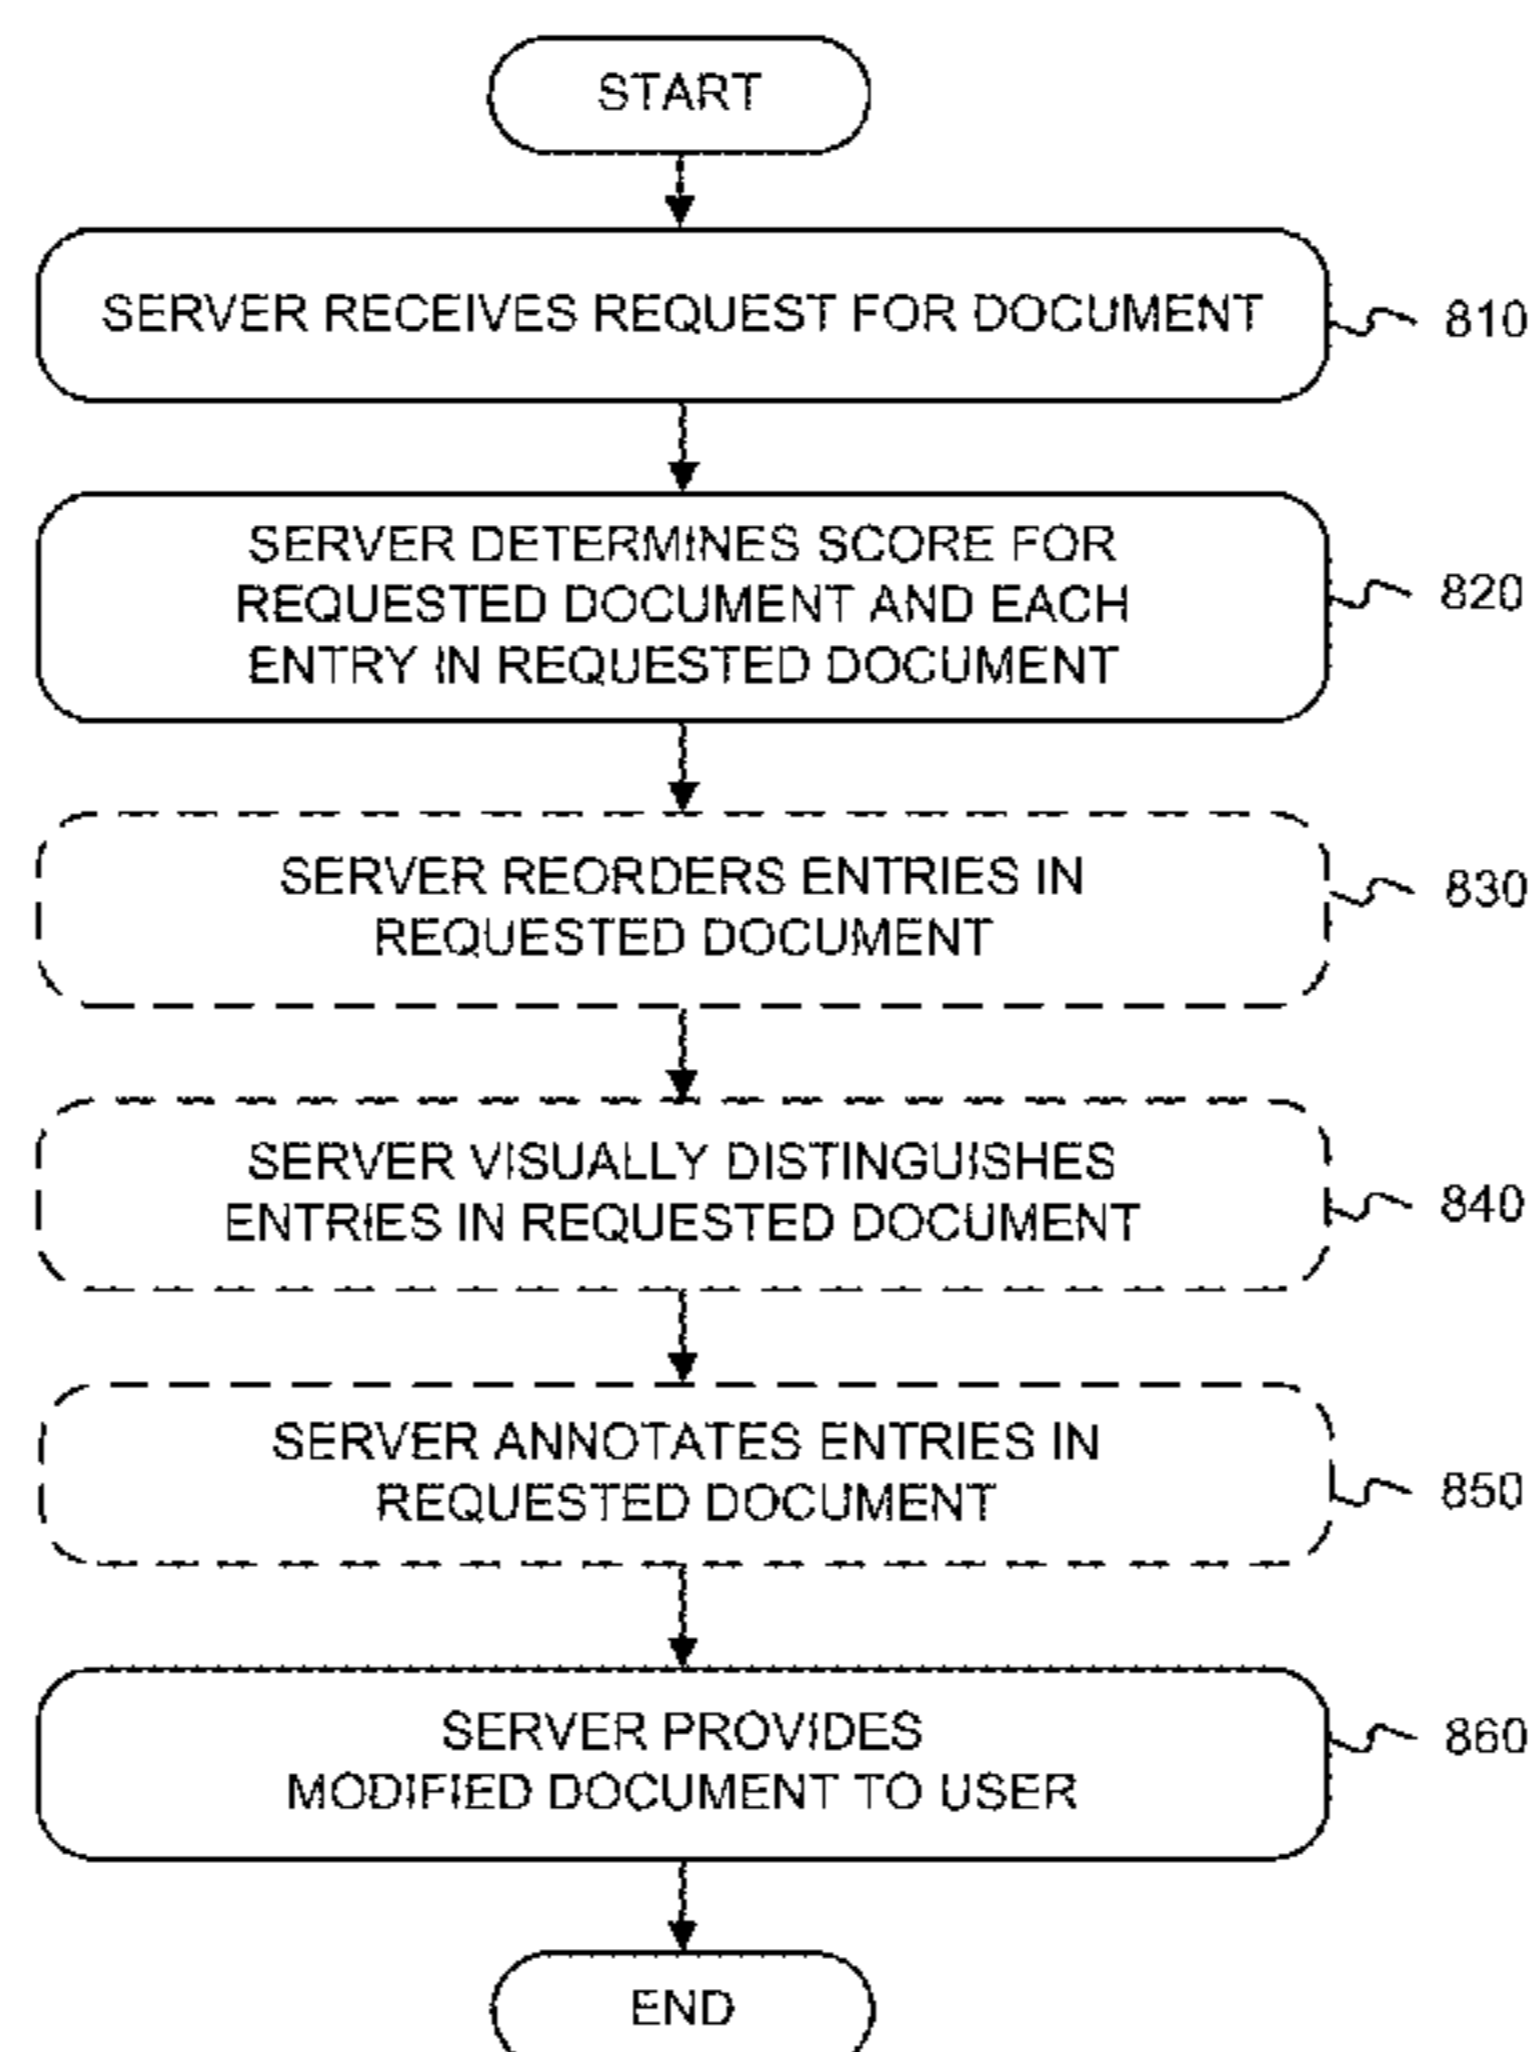 START
SERVER RECEIVES REQUEST FOR DOCUMENT
810
SERVER DETERMINES SCORE FOR
REQUESTED DOCUMENT AND EACH
ENTRY IN REQUESTED DOCUMENT
820
SERVER REORDERS ENTRIES IN
REQUESTED DOCUMENT
830
SERVER VISUALLY DISTINGUISHES
ENTRIES IN REQUESTED DOCUMENT
840
SERVER ANNOTATES ENTRIES IN
REQUESTED DOCUMENT
850
SERVER PROVIDES
MODIFIED DOCUMENT TO USER
860
END